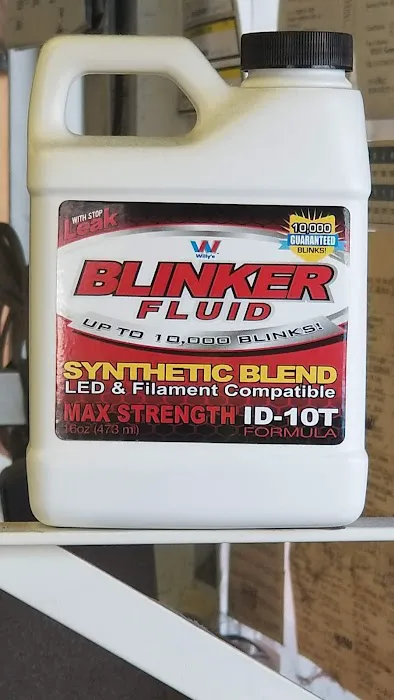 WITH STOP
Leak
10,000
GUARANTEED
BLINKS!
W
Willy's
BLINKER
FLUID
UP TO 10,000 BLINKS!
SYNTHETIC BLEND
LED & Filament Compatible
MAX STRENGTH ID-10T
16oz (473 ml) FORMULA